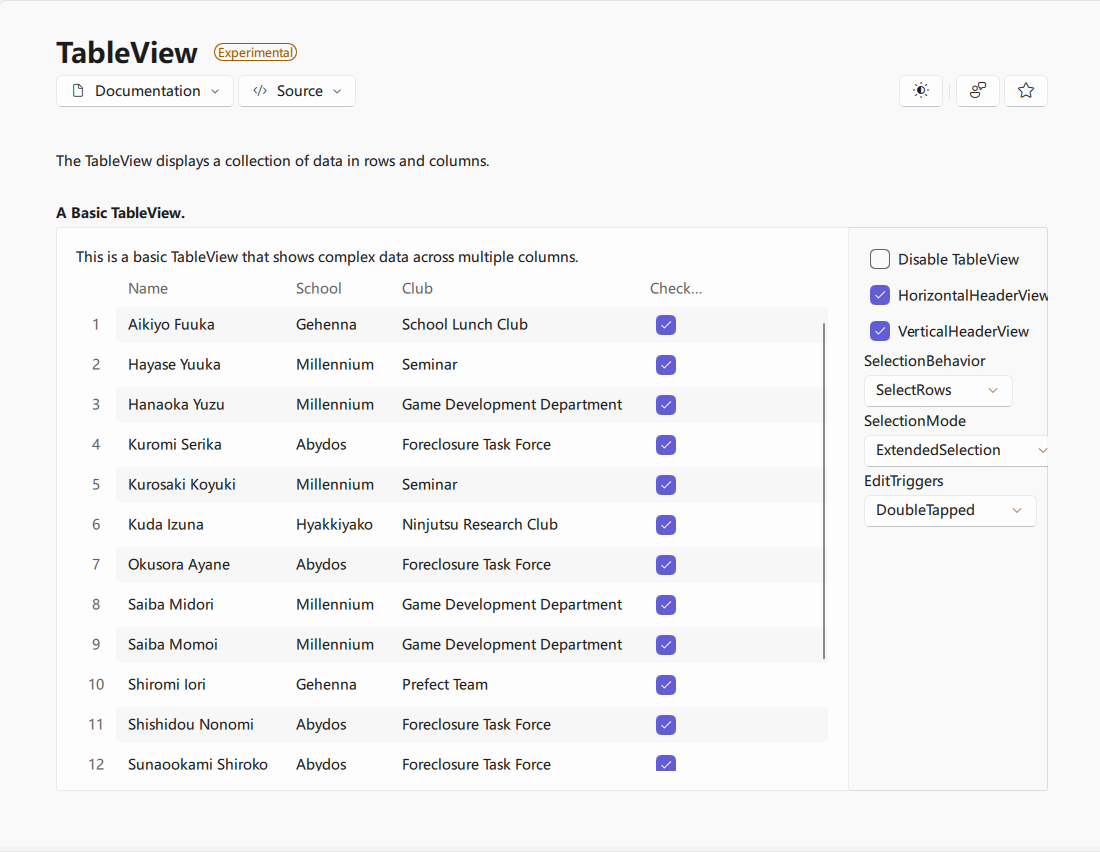 TableView Experimental
Documentation Source
The TableView displays a collection of data in rows and columns.
A Basic TableView.
This is a basic TableView that shows complex data across multiple columns.
Name School Club Check...
1 Aikiyo Fuuka Gehenna School Lunch Club
2 Hayase Yuuka Millennium Seminar
3 Hanaoka Yuzu Millennium Game Development Department
4 Kuromi Serika Abydos Foreclosure Task Force
5 Kurosaki Koyuki Millennium Seminar
6 Kuda Izuna Hyakkiyako Ninjutsu Research Club
7 Okusora Ayane Abydos Foreclosure Task Force
8 Saiba Midori Millennium Game Development Department
9 Saiba Momoi Millennium Game Development Department
10 Shiromi Iori Gehenna Prefect Team
11 Shishidou Nonomi Abydos Foreclosure Task Force
12 Sunaookami Shiroko Abydos Foreclosure Task Force
Disable TableView
HorizontalHeaderView
VerticalHeaderView
SelectionBehavior
SelectRows
SelectionMode
ExtendedSelection
EditTriggers
DoubleTapped